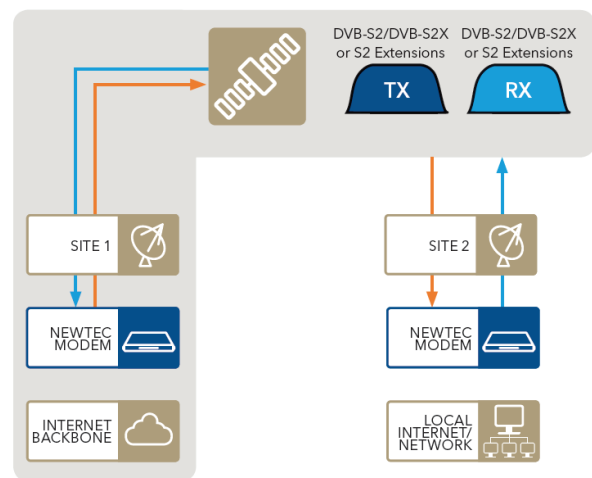 DVB-S2/DVB-S2X
or S2 Extensions
DVB-S2/DVB-S2X
or S2 Extensions
TX
RX
SITE 1
SITE 2
NEWTEC
MODEM
NEWTEC
MODEM
INTERNET
BACKBONE
LOCAL
INTERNET/
NETWORK